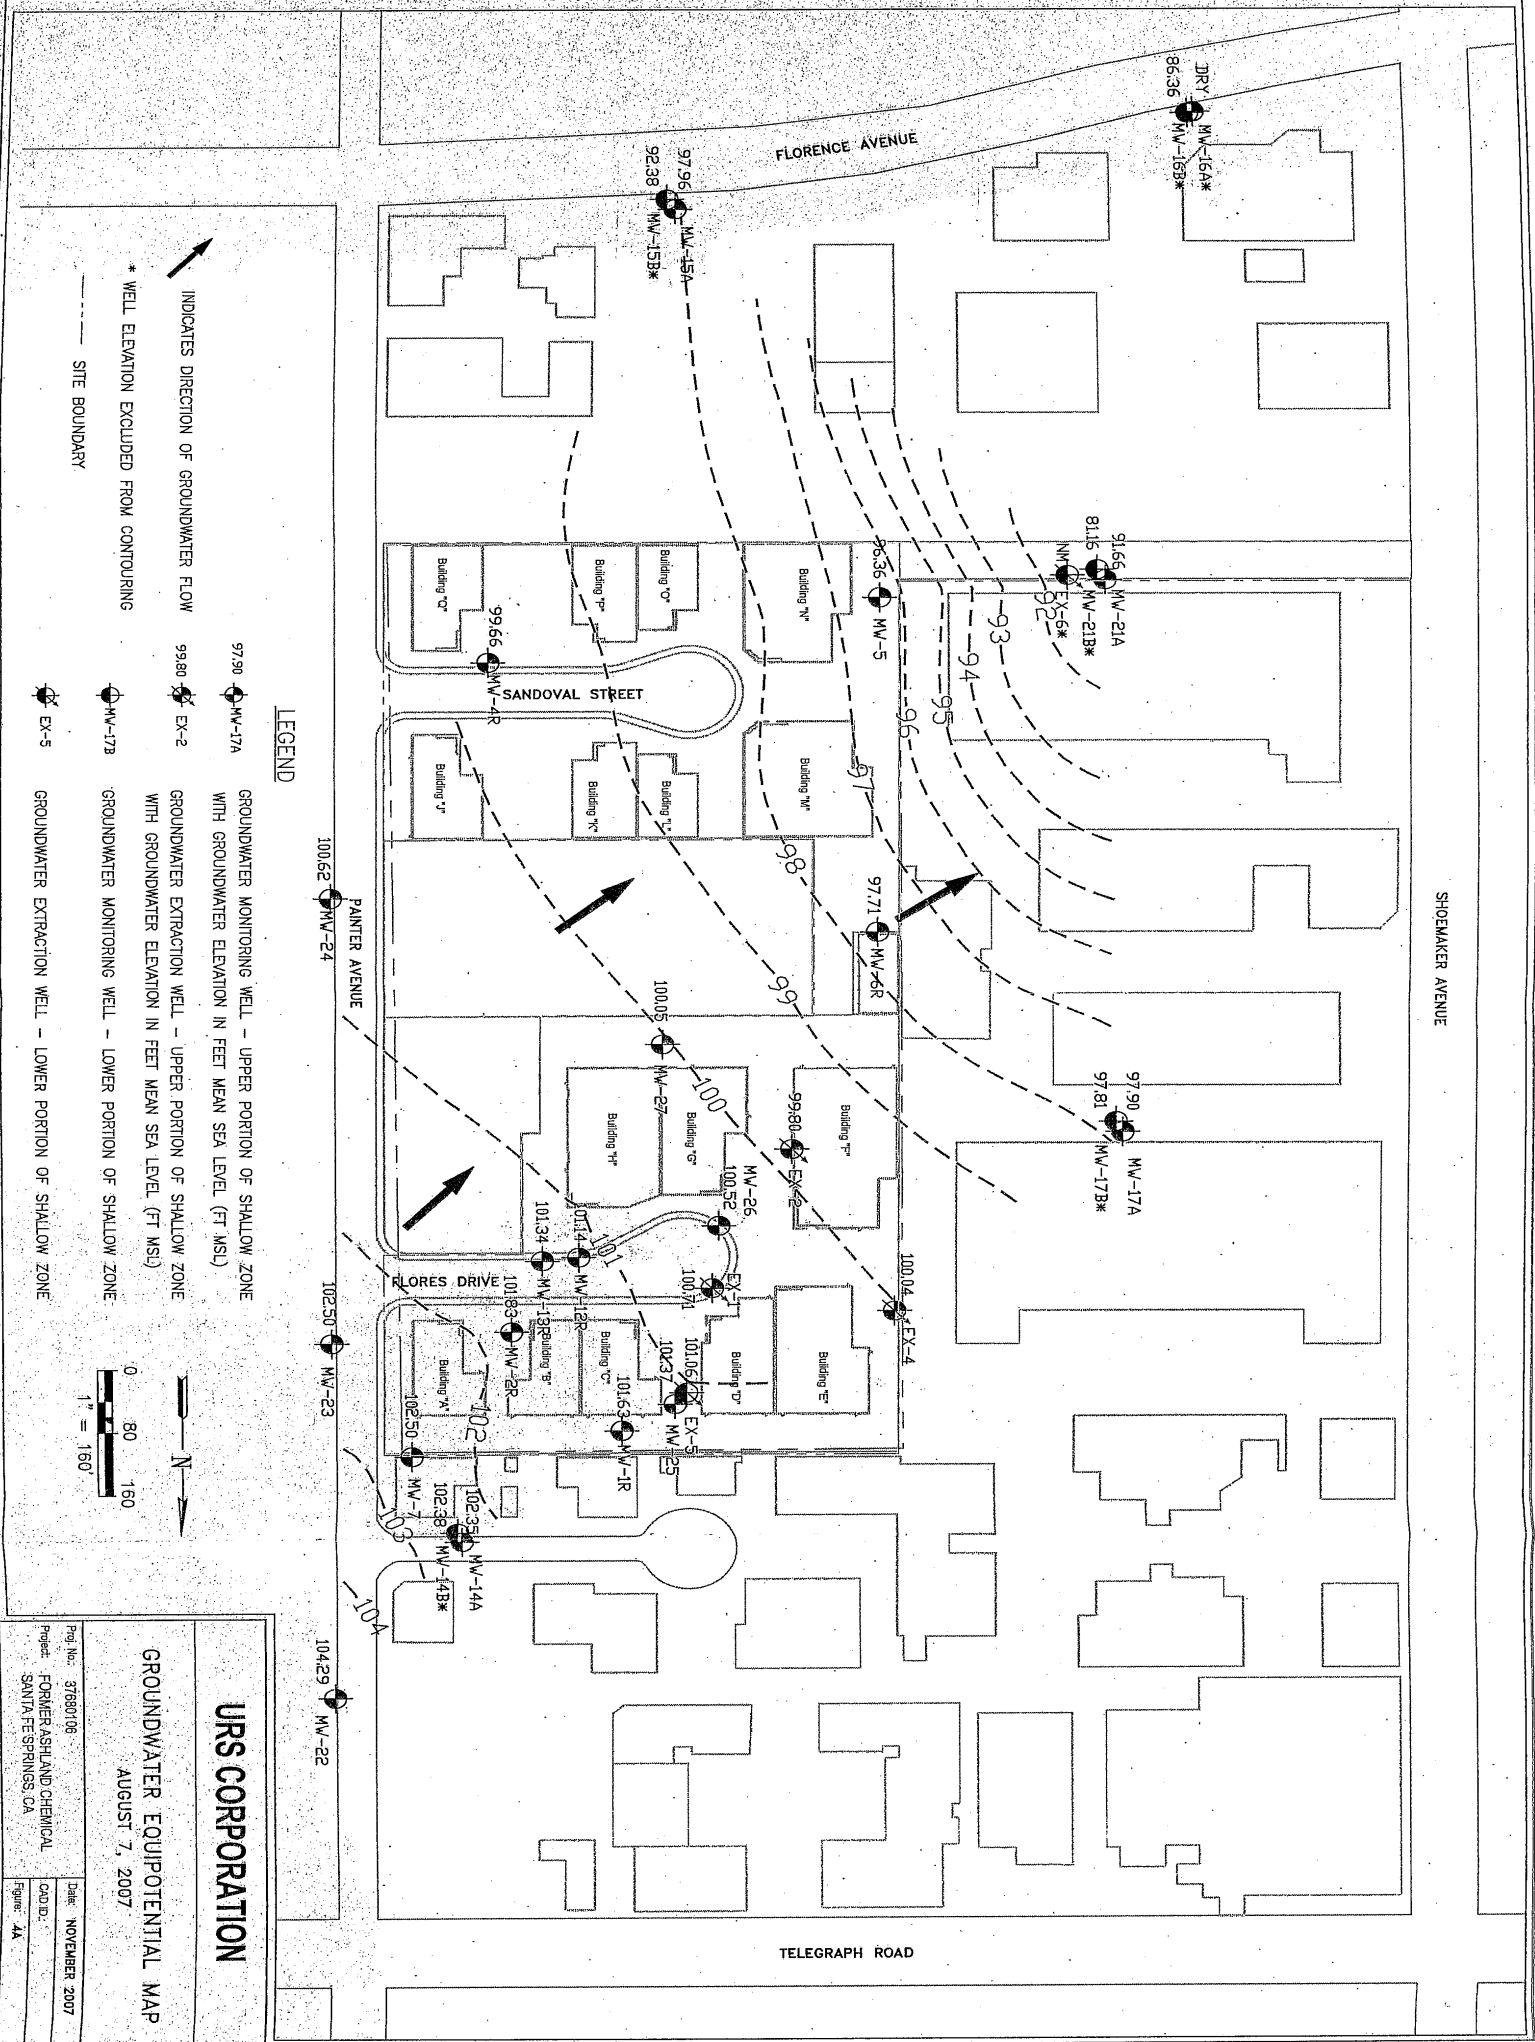 SHOEMAKER AVENUE
FLORENCE AVENUE
TELEGRAPH ROAD
PAINTER AVENUE
SANDOVAL STREET
FLORES DRIVE
DRY MW-16A*
86.36 MW-16B*
97.96 MW-15A
92.38 MW-15B*
91.66 MW-21A
81.16 MW-21B*
NM EX-6*
96.36 MW-5
99.66 MW-4R
97.71 MW-6R
97.90 MW-17A
97.81 MW-17B*
100.05 MW-27
99.80 EX-2
MW-26
100.52
EX-1
100.71
100.04 EX-4
101.14 MW-12R
101.34 MW-13R
101.83 MW-2R
101.06 EX-5
101.37 MW-25
101.63 MW-1R
102.50 MW-7
102.35 MW-14A
102.38 MW-14B*
100.62 MW-24
102.50 MW-23
104.29 MW-22
92
93
94
95
96
97
98
99
100
101
102
103
104
Building "N"
Building "O"
Building "P"
Building "Q"
Building "M"
Building "L"
Building "K"
Building "J"
Building "F"
Building "G"
Building "H"
Building "E"
Building "D"
Building "C"
Building "B"
Building "A"
LEGEND
97.90 MW-17A GROUNDWATER MONITORING WELL - UPPER PORTION OF SHALLOW ZONE
WITH GROUNDWATER ELEVATION IN FEET MEAN SEA LEVEL (FT MSL)
99.80 EX-2 GROUNDWATER EXTRACTION WELL - UPPER PORTION OF SHALLOW ZONE
WITH GROUNDWATER ELEVATION IN FEET MEAN SEA LEVEL (FT MSL)
MW-17B GROUNDWATER MONITORING WELL - LOWER PORTION OF SHALLOW ZONE
EX-5 GROUNDWATER EXTRACTION WELL - LOWER PORTION OF SHALLOW ZONE
INDICATES DIRECTION OF GROUNDWATER FLOW
* WELL ELEVATION EXCLUDED FROM CONTOURING
SITE BOUNDARY
N
0 80 160
1" = 160'
URS CORPORATION
GROUNDWATER EQUIPOTENTIAL MAP
AUGUST 7, 2007
Proj. No.: 37680106
Date: NOVEMBER 2007
Project: FORMER ASHLAND CHEMICAL
SANTA FE SPRINGS, CA
CAD ID:
Figure: 4A